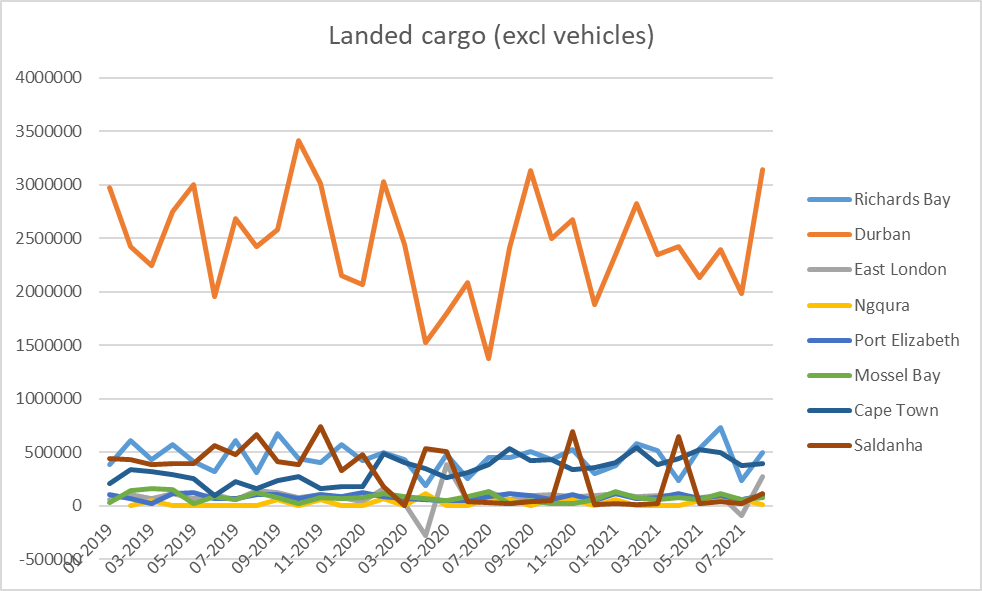 Landed cargo (excl vehicles)
4000000
3500000
3000000
2500000
2000000
1500000
1000000
500000
0
-500000
01-2019
03-2019
05-2019
07-2019
09-2019
11-2019
01-2020
03-2020
05-2020
07-2020
09-2020
11-2020
01-2021
03-2021
05-2021
07-2021
Richards Bay
Durban
East London
Ngqura
Port Elizabeth
Mossel Bay
Cape Town
Saldanha